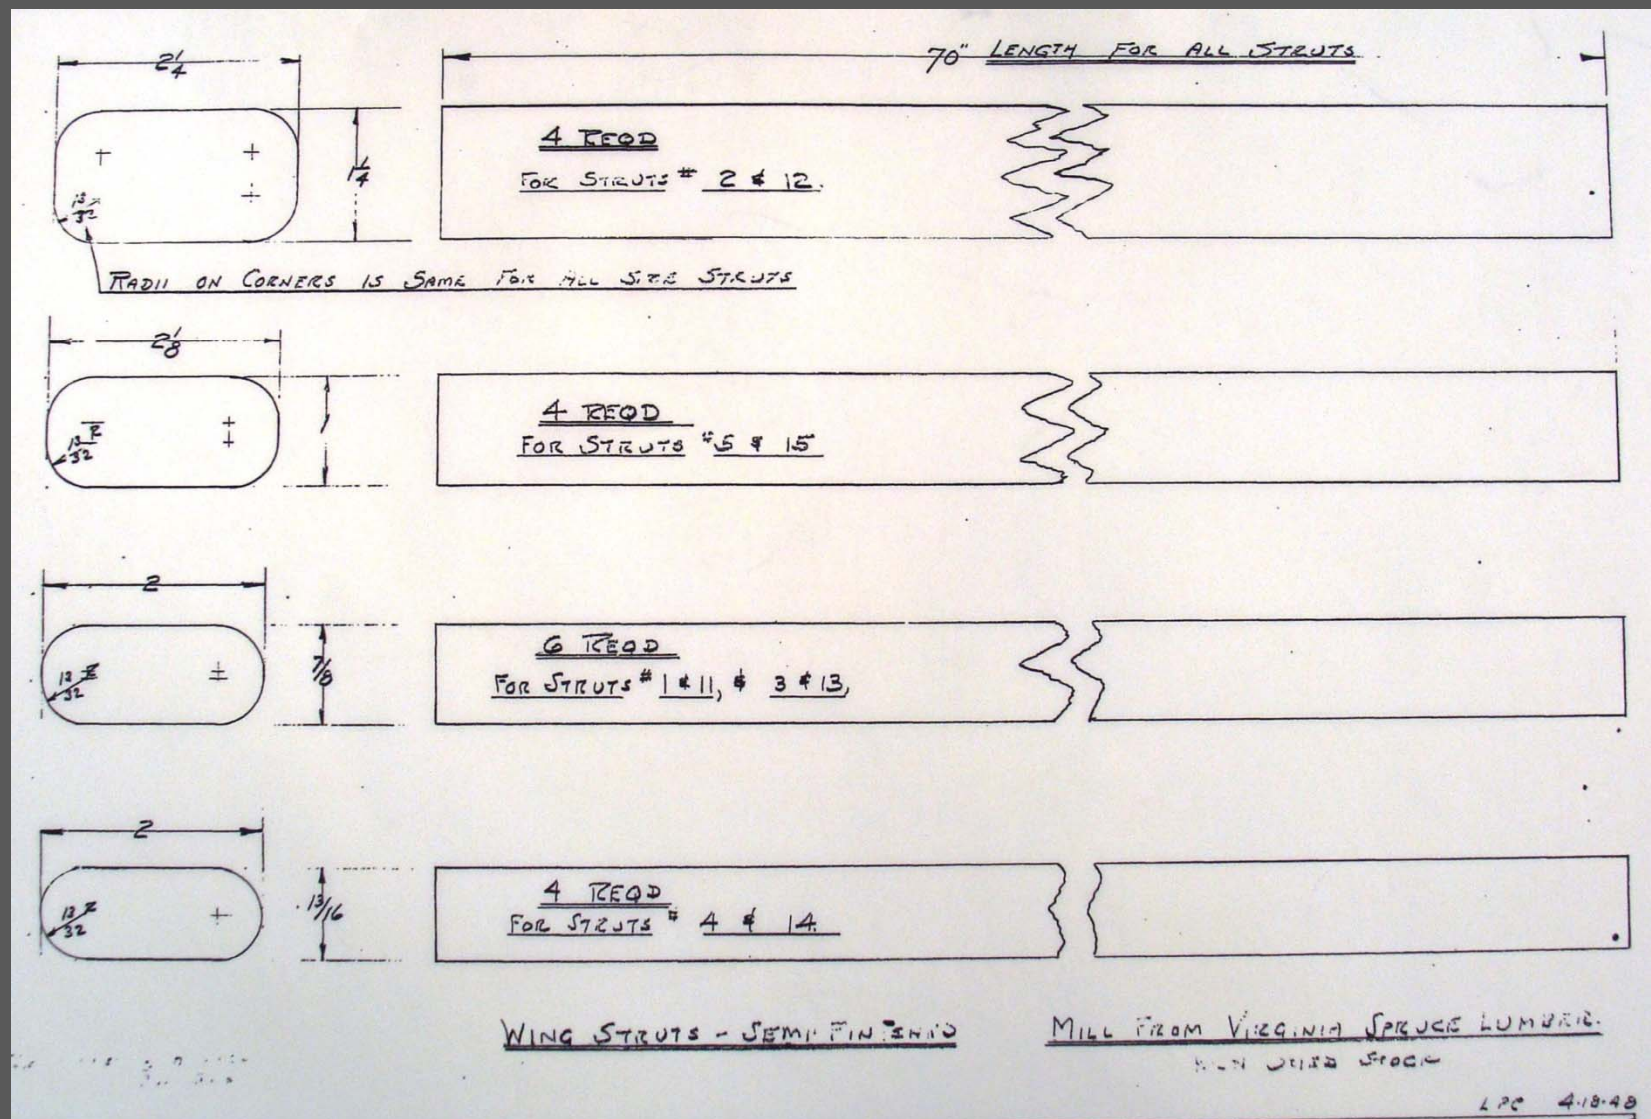 2 1/4
70" LENGTH FOR ALL STRUTS
1 1/4
4 REQD
FOR STRUTS # 2 & 12.
13/32
RADII ON CORNERS IS SAME FOR ALL SIZE STRUTS
2 1/8
1
4 REQD
FOR STRUTS #5 & 15
13/32 R
2
7/8
6 REQD
FOR STRUTS # 1 & 11, & 3 & 13,
13/32 R
2
13/16
4 REQD
FOR STRUTS # 4 & 14.
13/32 R
WING STRUTS - SEMI FINISHED
MILL FROM VIRGINIA SPRUCE LUMBER.
STOCK
LPC 4-18-48